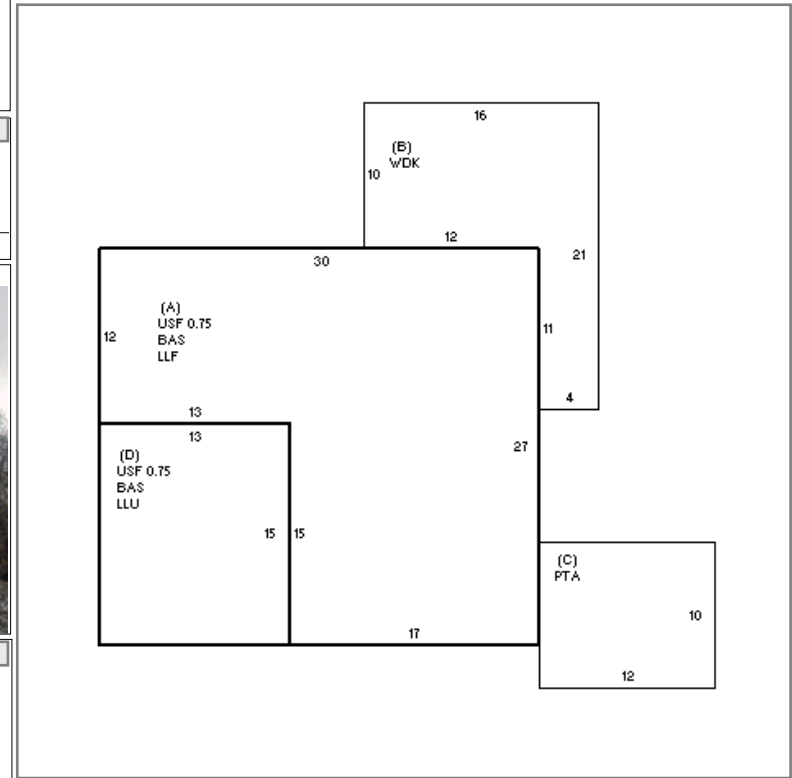 16
(B)
WDK
10
12
30
21
(A)
USF 0.75
BAS
LLF
12
11
4
13
13
27
(D)
USF 0.75
BAS
LLU
15
15
(C)
PTA
10
17
12